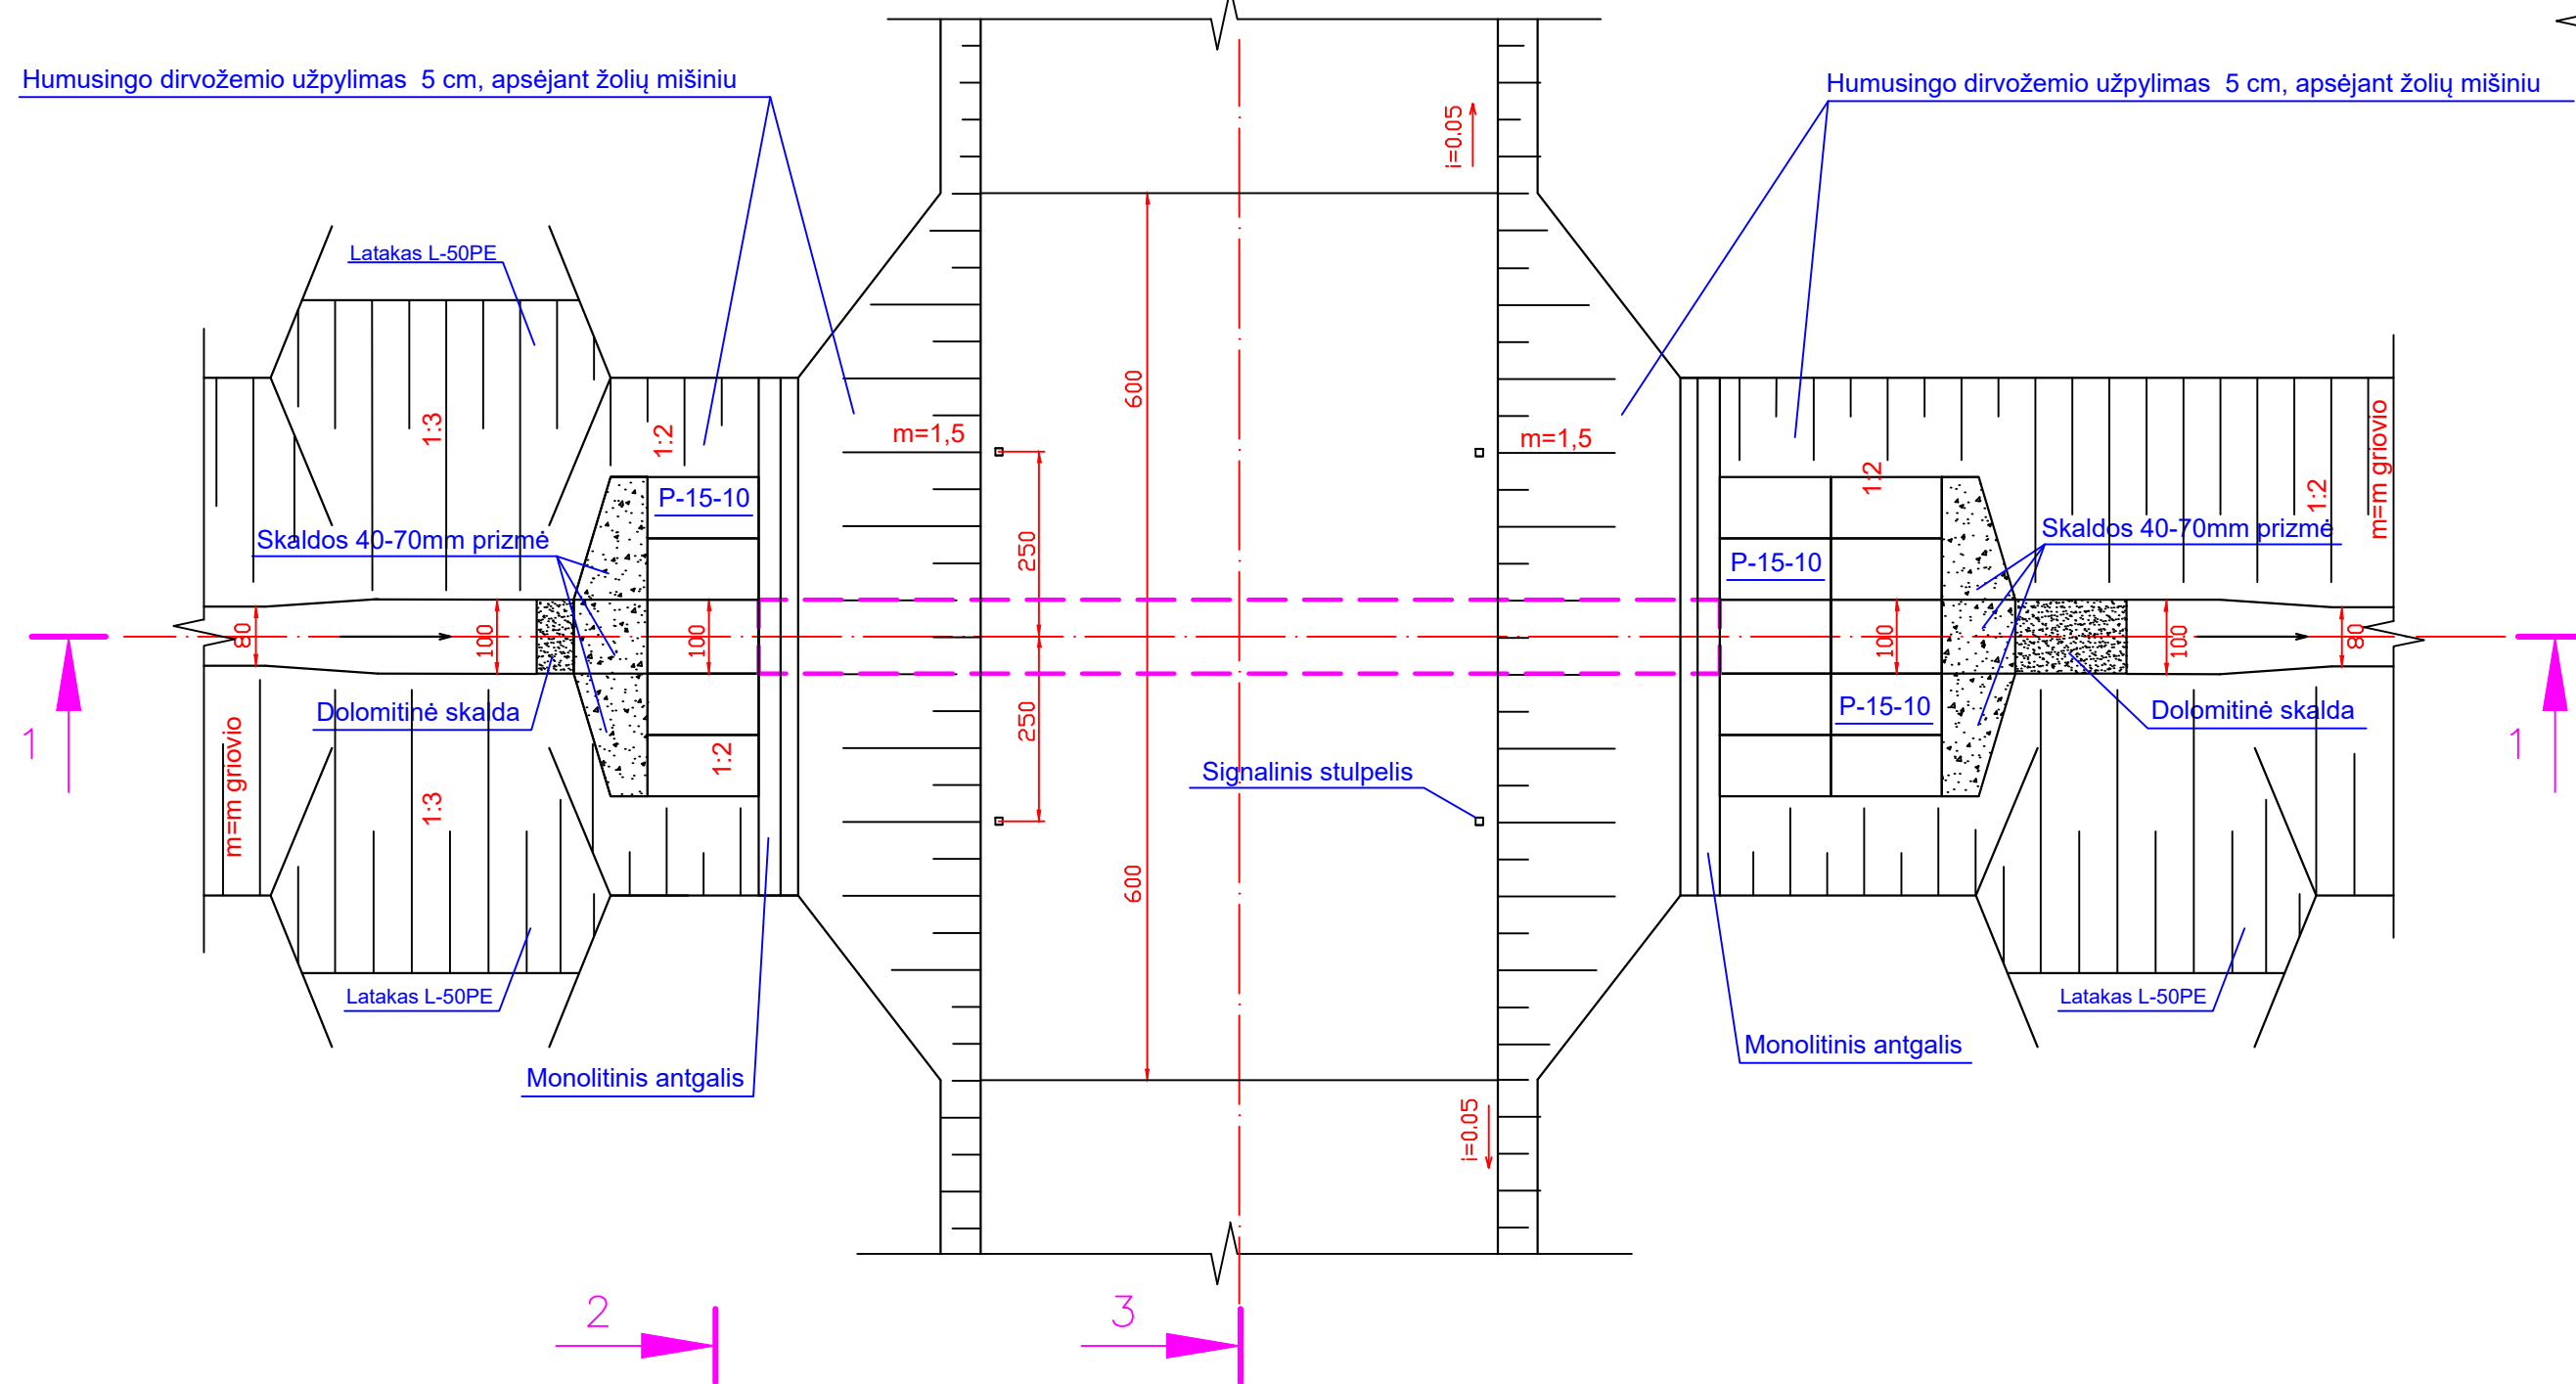 Humusingo dirvožemio užpylimas 5 cm, apsėjant žolių mišiniu
Humusingo dirvožemio užpylimas 5 cm, apsėjant žolių mišiniu
i=0.05
Latakas L-50PE
600
1:3
1:2
m=1,5
m=1,5
m=m griovio
1:2
1:2
P-15-10
Skaldos 40-70mm prizmė
Skaldos 40-70mm prizmė
250
P-15-10
80
100
100
100
100
80
250
Dolomitinė skalda
P-15-10
Dolomitinė skalda
1
1
m=m griovio
1:2
1:3
Signalinis stulpelis
600
Latakas L-50PE
Latakas L-50PE
Monolitinis antgalis
Monolitinis antgalis
i=0.05
2
3